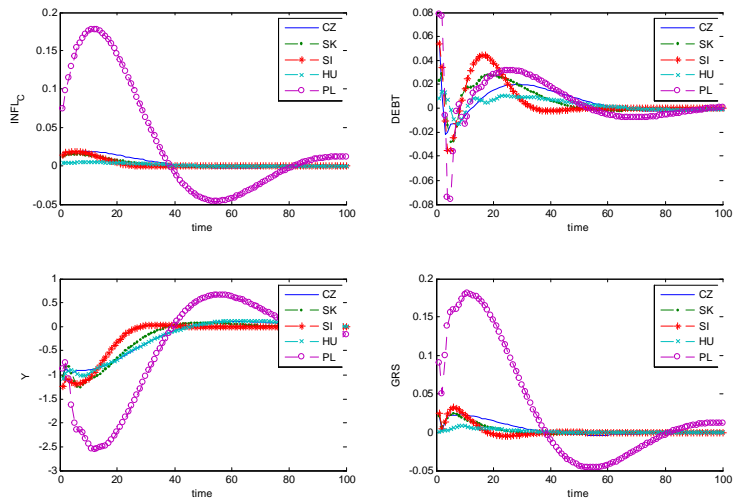 0.2
0.15
0.1
0.05
0
-0.05
INFL_C
0
20
40
60
80
100
time
CZ
SK
SI
HU
PL
0.08
0.06
0.04
0.02
0
-0.02
-0.04
-0.06
-0.08
DEBT
0
20
40
60
80
100
time
CZ
SK
SI
HU
PL
1
0.5
0
-0.5
-1
-1.5
-2
-2.5
-3
Y
0
20
40
60
80
100
time
CZ
SK
SI
HU
PL
0.2
0.15
0.1
0.05
0
-0.05
GRS
0
20
40
60
80
100
time
CZ
SK
SI
HU
PL